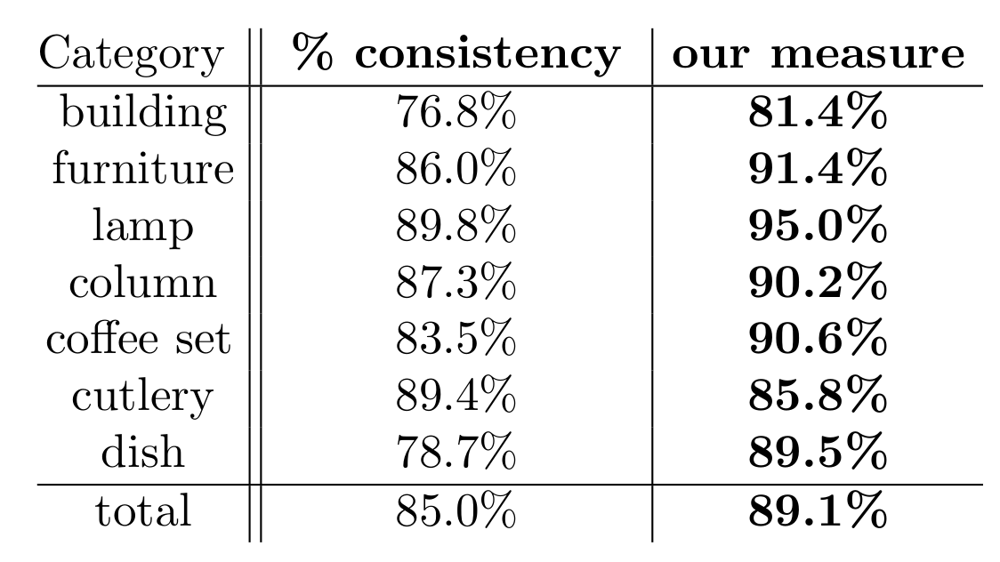 Category % consistency our measure
building 76.8% 81.4%
furniture 86.0% 91.4%
lamp 89.8% 95.0%
column 87.3% 90.2%
coffee set 83.5% 90.6%
cutlery 89.4% 85.8%
dish 78.7% 89.5%
total 85.0% 89.1%